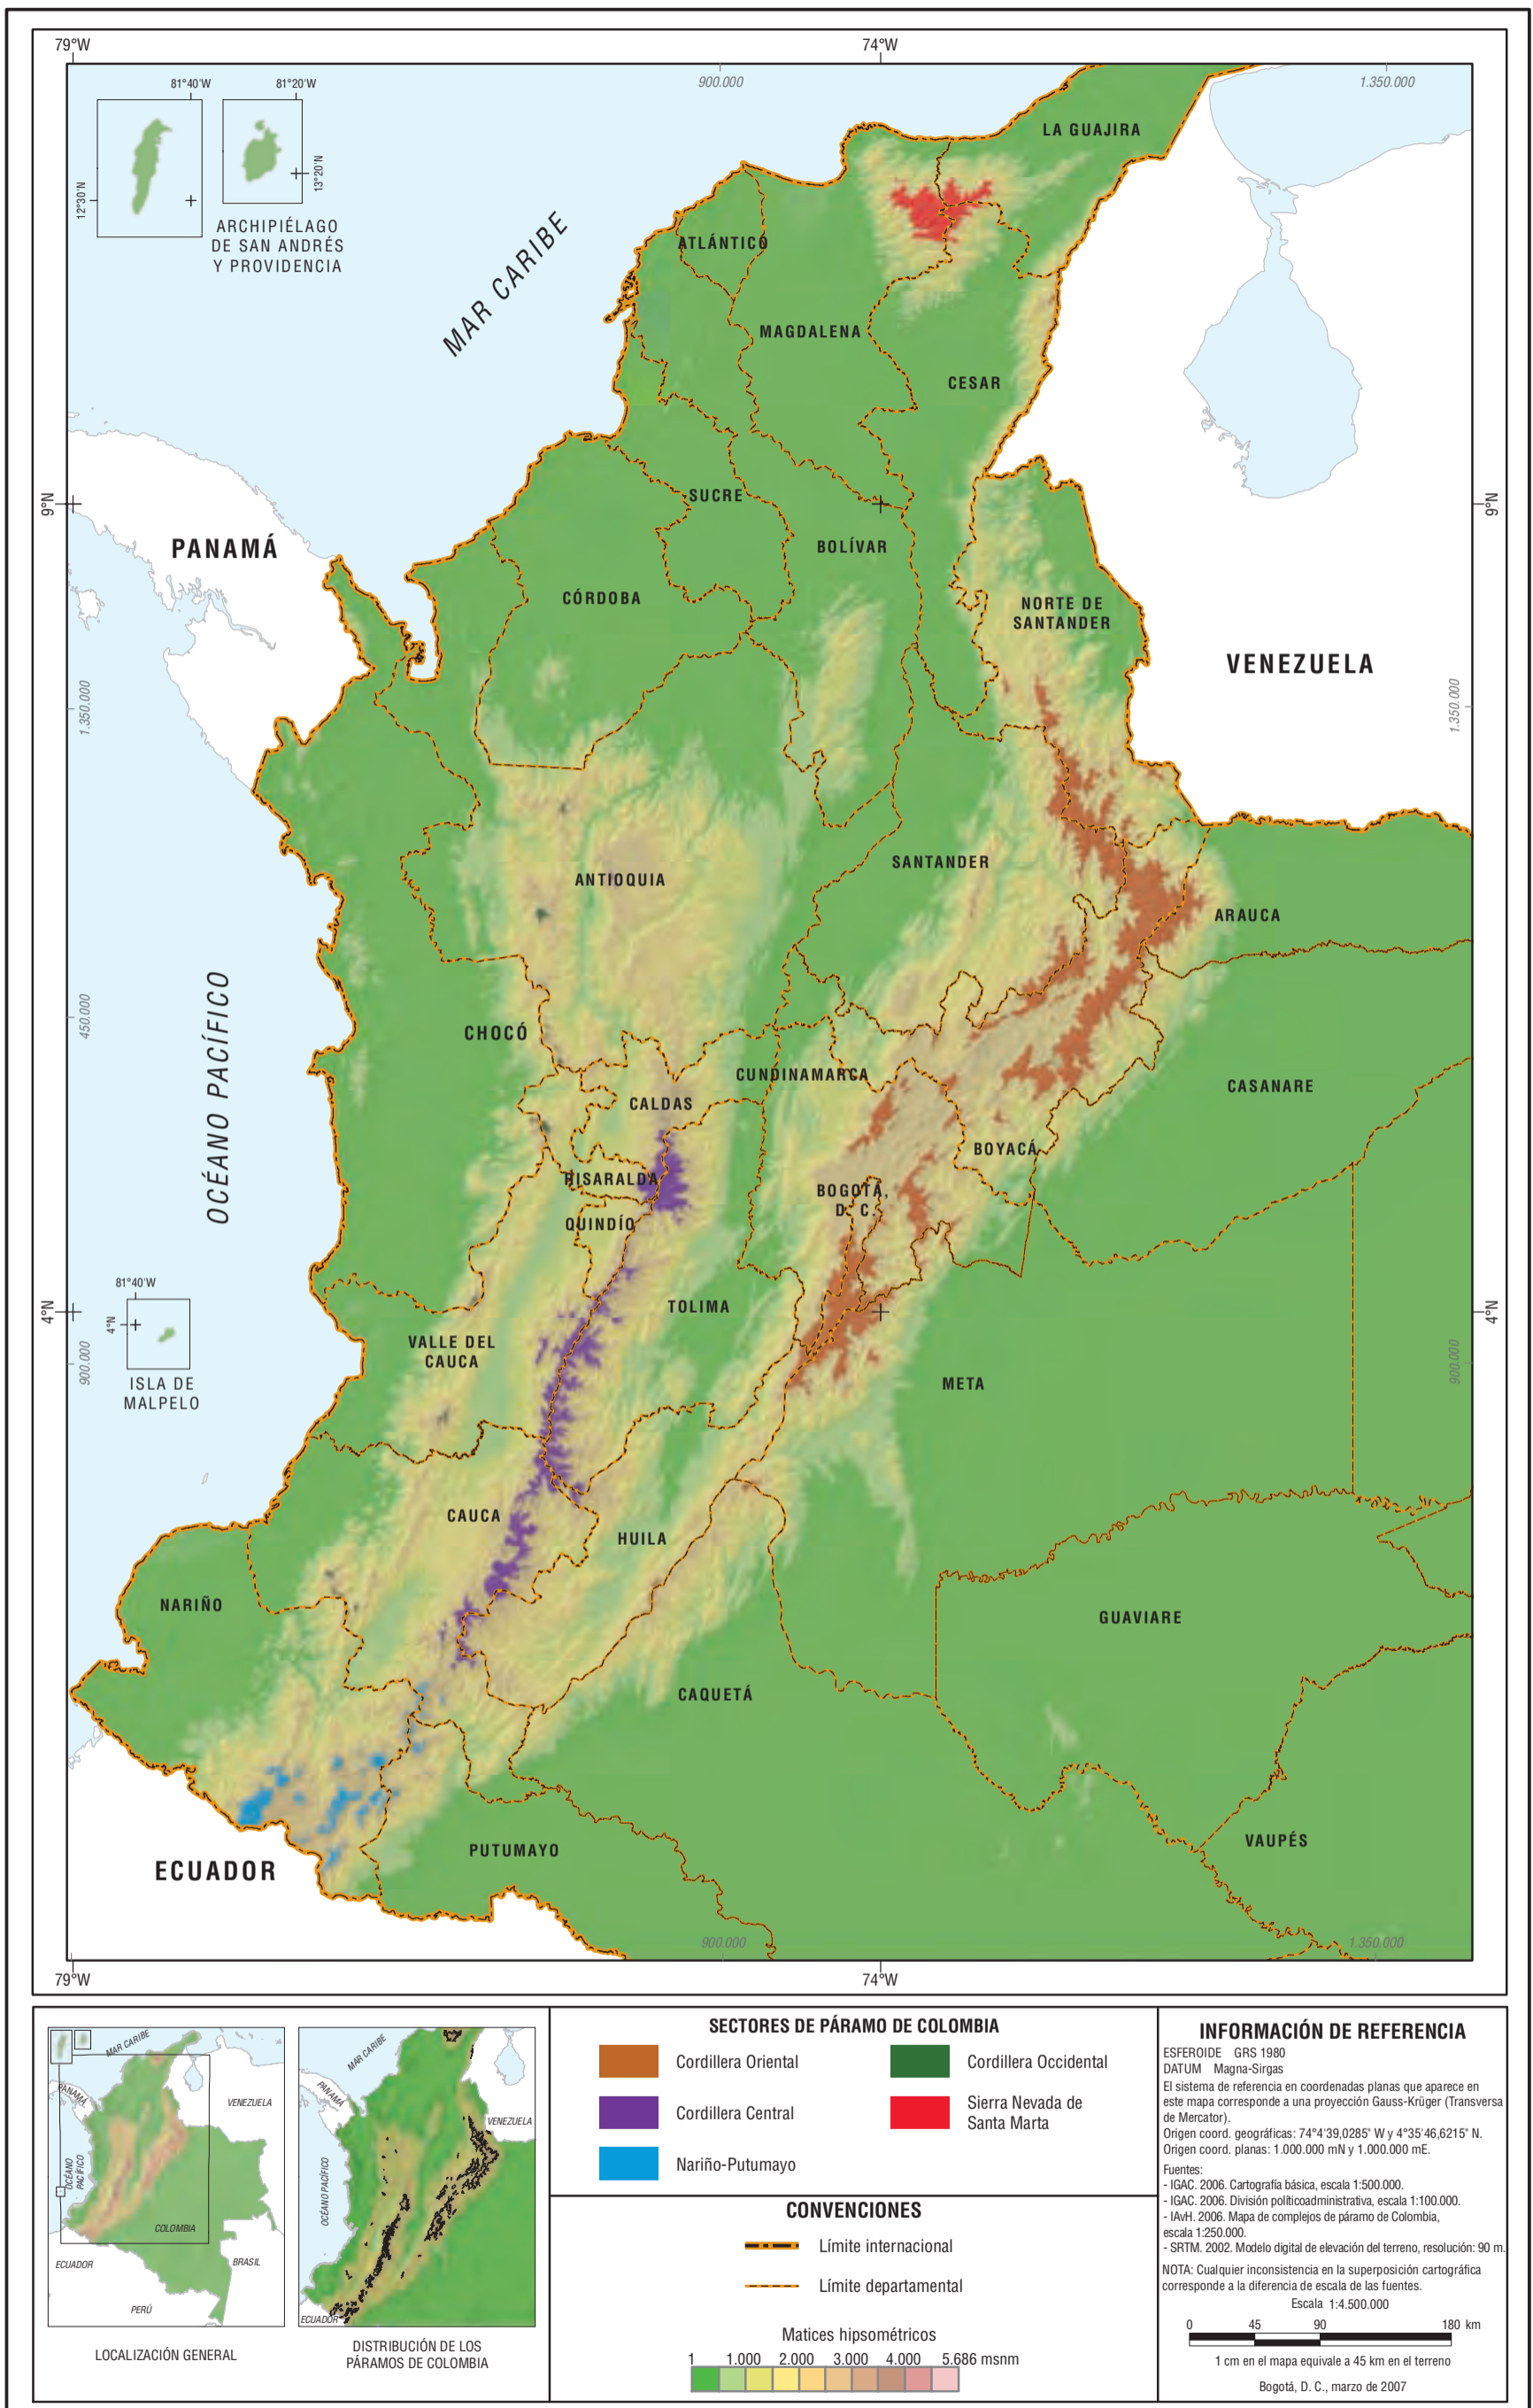 79°W
74°W
900.000
1.350.000
81°40'W
81°20'W
12°30'N
13°20'N
ARCHIPIÉLAGO
DE SAN ANDRÉS
Y PROVIDENCIA
LA GUAJIRA
MAR CARIBE
ATLÁNTICO
MAGDALENA
CESAR
9°N
9°N
SUCRE
PANAMÁ
BOLÍVAR
CÓRDOBA
NORTE DE
SANTANDER
VENEZUELA
1.350.000
1.350.000
SANTANDER
ANTIOQUIA
ARAUCA
OCÉANO PACÍFICO
450.000
CHOCÓ
CUNDINAMARCA
CASANARE
CALDAS
BOYACÁ
RISARALDA
BOGOTÁ,
D. C.
QUINDÍO
81°40'W
4°N
4°N
4°N
TOLIMA
VALLE DEL
CAUCA
900.000
900.000
ISLA DE
MALPELO
META
CAUCA
HUILA
NARIÑO
GUAVIARE
CAQUETÁ
VAUPÉS
PUTUMAYO
ECUADOR
900.000
1.350.000
79°W
74°W
MAR CARIBE
PANAMÁ
VENEZUELA
OCÉANO
PACÍFICO
COLOMBIA
ECUADOR
BRASIL
PERÚ
LOCALIZACIÓN GENERAL
MAR CARIBE
PANAMÁ
VENEZUELA
OCÉANO PACÍFICO
ECUADOR
DISTRIBUCIÓN DE LOS
PÁRAMOS DE COLOMBIA
SECTORES DE PÁRAMO DE COLOMBIA
Cordillera Oriental
Cordillera Occidental
Cordillera Central
Sierra Nevada de
Santa Marta
Nariño-Putumayo
CONVENCIONES
Límite internacional
Límite departamental
Matices hipsométricos
1 1.000 2.000 3.000 4.000 5.686 msnm
INFORMACIÓN DE REFERENCIA
ESFEROIDE GRS 1980
DATUM Magna-Sirgas
El sistema de referencia en coordenadas planas que aparece en
este mapa corresponde a una proyección Gauss-Krüger (Transversa
de Mercator).
Origen coord. geográficas: 74°4'39,0285" W y 4°35'46,6215" N.
Origen coord. planas: 1.000.000 mN y 1.000.000 mE.
Fuentes:
- IGAC. 2006. Cartografía básica, escala 1:500.000.
- IGAC. 2006. División políticoadministrativa, escala 1:100.000.
- IAvH. 2006. Mapa de complejos de páramo de Colombia,
escala 1:250.000.
- SRTM. 2002. Modelo digital de elevación del terreno, resolución: 90 m.
NOTA: Cualquier inconsistencia en la superposición cartográfica
corresponde a la diferencia de escala de las fuentes.
Escala 1:4.500.000
0 45 90 180 km
1 cm en el mapa equivale a 45 km en el terreno
Bogotá, D. C., marzo de 2007